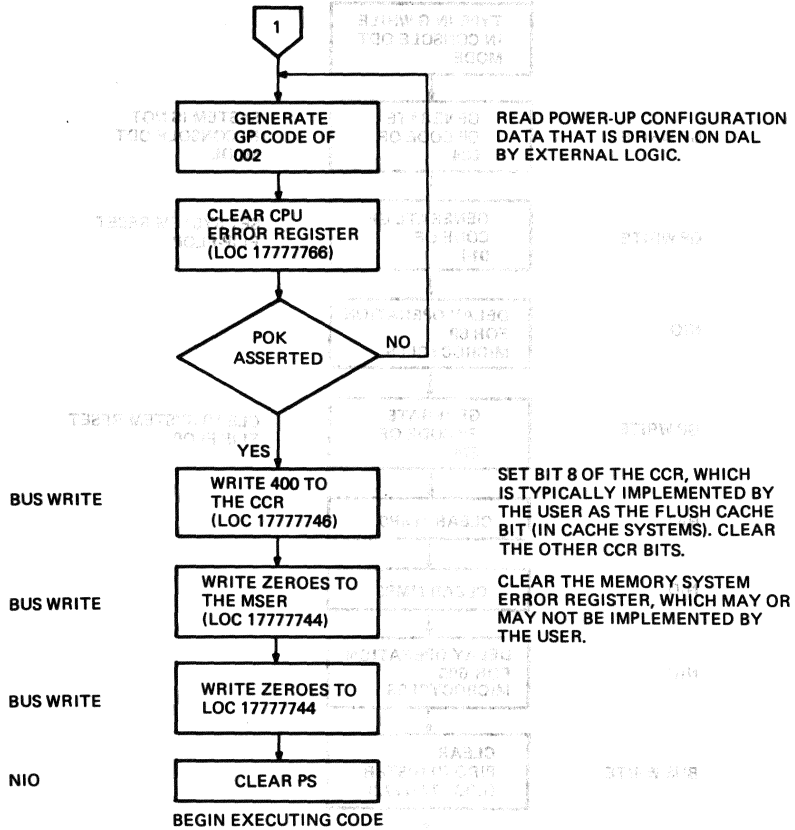 1
GENERATE
GP CODE OF
002
READ POWER-UP CONFIGURATION
DATA THAT IS DRIVEN ON DAL
BY EXTERNAL LOGIC.
CLEAR CPU
ERROR REGISTER
(LOC 17777766)
POK
ASSERTED
NO
YES
BUS WRITE
WRITE 400 TO
THE CCR
(LOC 17777746)
SET BIT 8 OF THE CCR, WHICH
IS TYPICALLY IMPLEMENTED BY
THE USER AS THE FLUSH CACHE
BIT (IN CACHE SYSTEMS). CLEAR
THE OTHER CCR BITS.
BUS WRITE
WRITE ZEROES TO
THE MSER
(LOC 17777744)
CLEAR THE MEMORY SYSTEM
ERROR REGISTER, WHICH MAY OR
MAY NOT BE IMPLEMENTED BY
THE USER.
BUS WRITE
WRITE ZEROES TO
LOC 17777744
NIO
CLEAR PS
BEGIN EXECUTING CODE